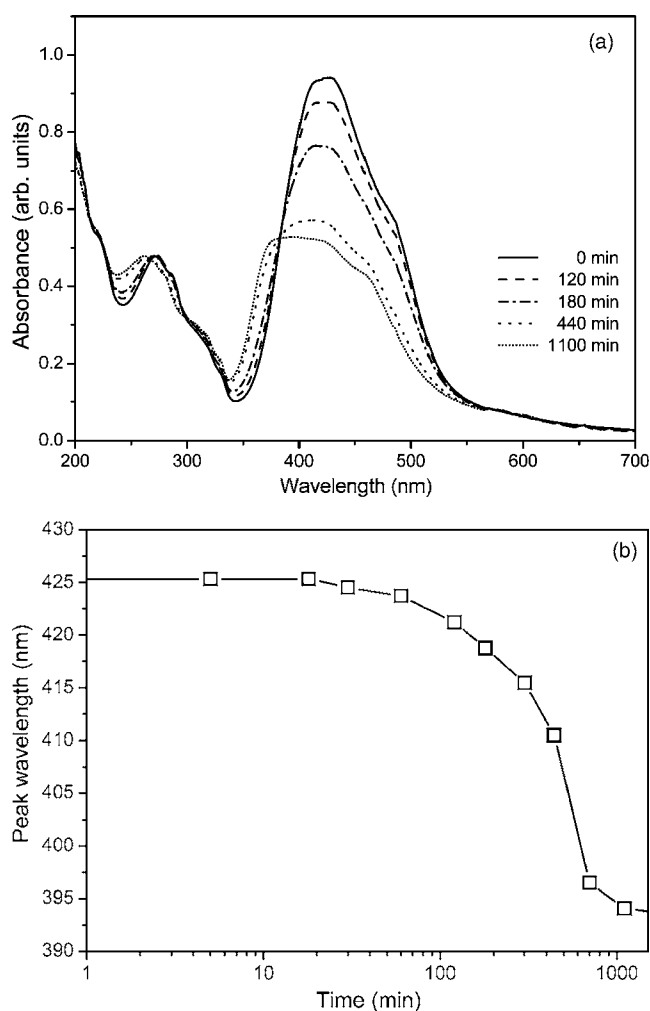 (a)
1.0
0.8
0.6
0.4
0.2
0.0
Absorbance (arb. units)
0 min
120 min
180 min
440 min
1100 min
200 300 400 500 600 700
Wavelength (nm)
(b)
430
425
420
415
410
405
400
395
390
Peak wavelength (nm)
1 10 100 1000
Time (min)